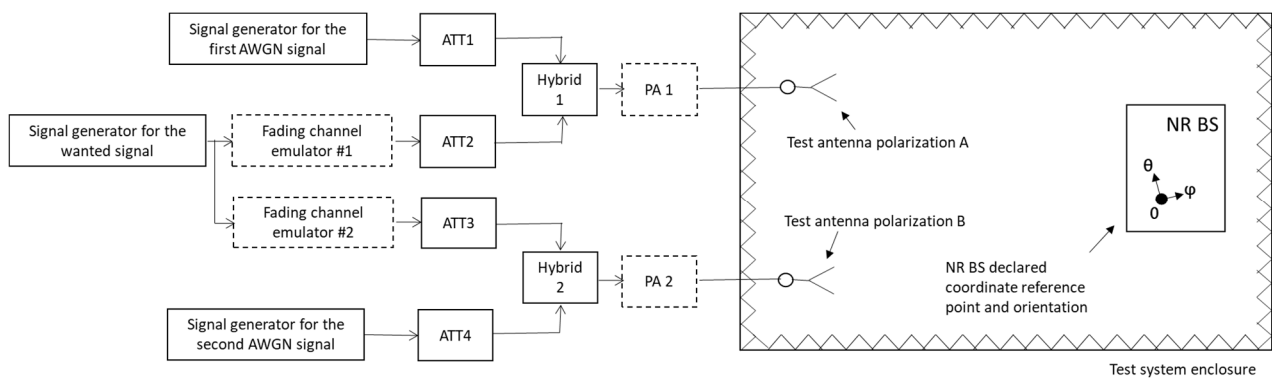 Signal generator for the
first AWGN signal
ATT1
Hybrid
1
PA 1
Signal generator for the
wanted signal
Fading channel
emulator #1
ATT2
Test antenna polarization A
NR BS
θ
φ
0
Fading channel
emulator #2
ATT3
Test antenna polarization B
Hybrid
2
PA 2
NR BS declared
coordinate reference
point and orientation
Signal generator for the
second AWGN signal
ATT4
Test system enclosure